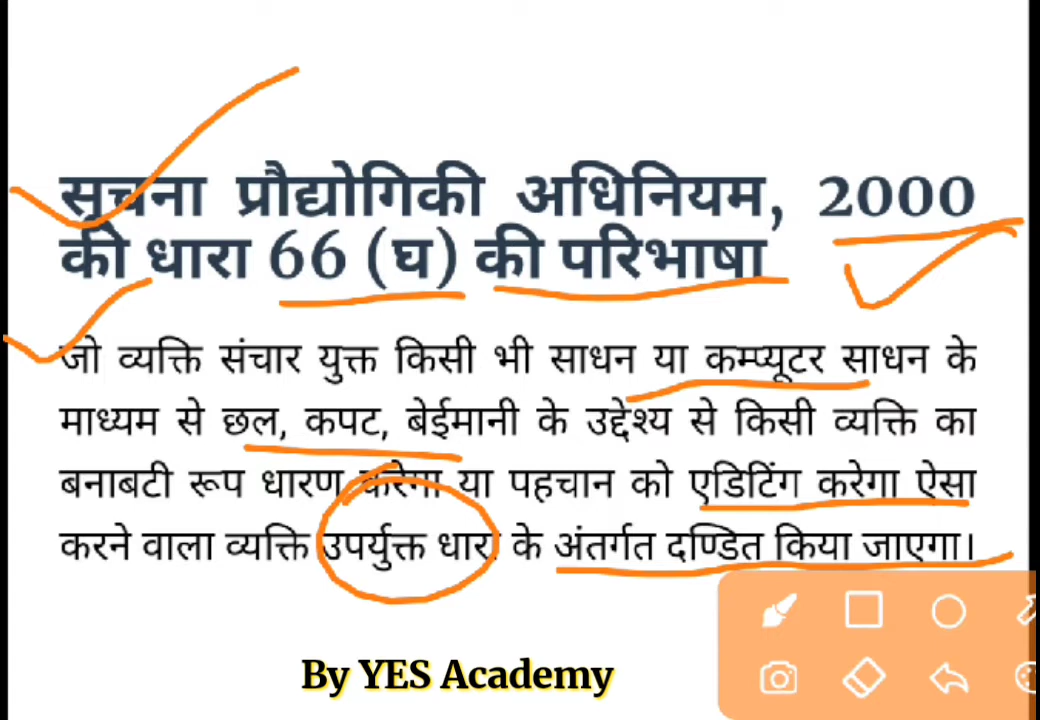 सूचना प्रौद्योगिकी अधिनियम, 2000
की धारा 66 (घ) की परिभाषा
जो व्यक्ति संचार युक्त किसी भी साधन या कम्प्यूटर साधन के
माध्यम से छल, कपट, बेईमानी के उद्देश्य से किसी व्यक्ति का
बनाबटी रूप धारण करेगा या पहचान को एडिटिंग करेगा ऐसा
करने वाला व्यक्ति उपर्युक्त धारा के अंतर्गत दण्डित किया जाएगा।
By YES Academy